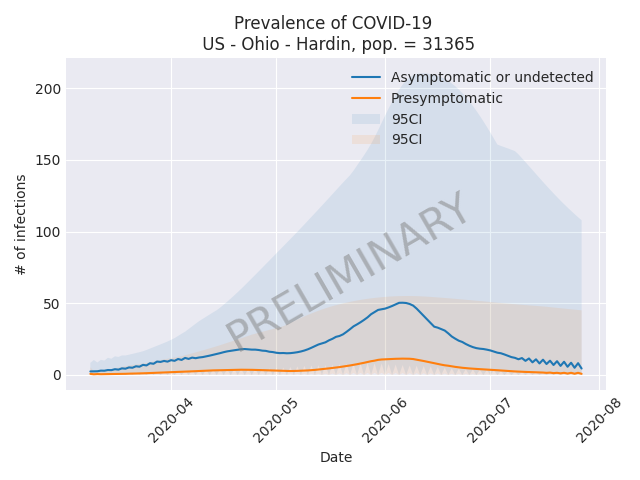 Prevalence of COVID-19
US - Ohio - Hardin, pop. = 31365
Asymptomatic or undetected
Presymptomatic
95CI
95CI
200
150
100
50
0
# of infections
PRELIMINARY
2020-04
2020-05
2020-06
2020-07
2020-08
Date